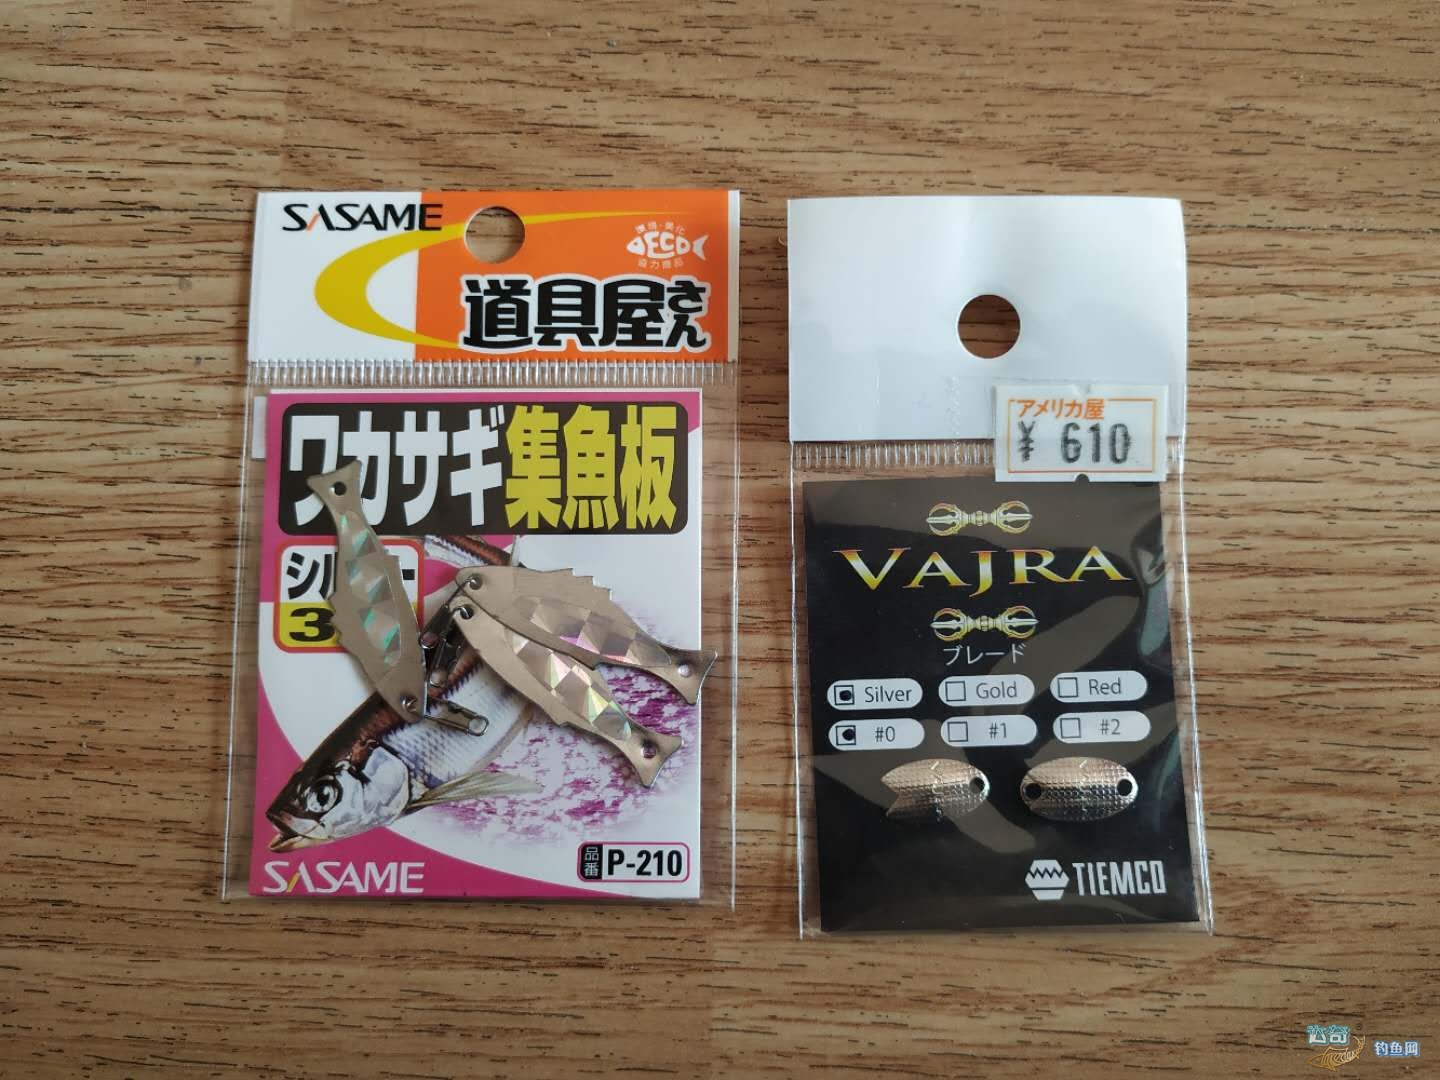 SASAME
環境・美化
ECO
協力商品
道具屋さん
ワカサギ集魚板
3
SASAME
品番 P-210
アメリカ屋
¥ 610
VAJRA
ブレード
Silver Gold Red
#0 #1 #2
TIEMCO
钓鱼网